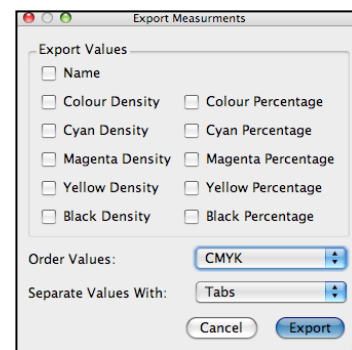 Export Measurments
Export Values
Name
Colour Density Colour Percentage
Cyan Density Cyan Percentage
Magenta Density Magenta Percentage
Yellow Density Yellow Percentage
Black Density Black Percentage
Order Values: CMYK
Separate Values With: Tabs
Cancel Export